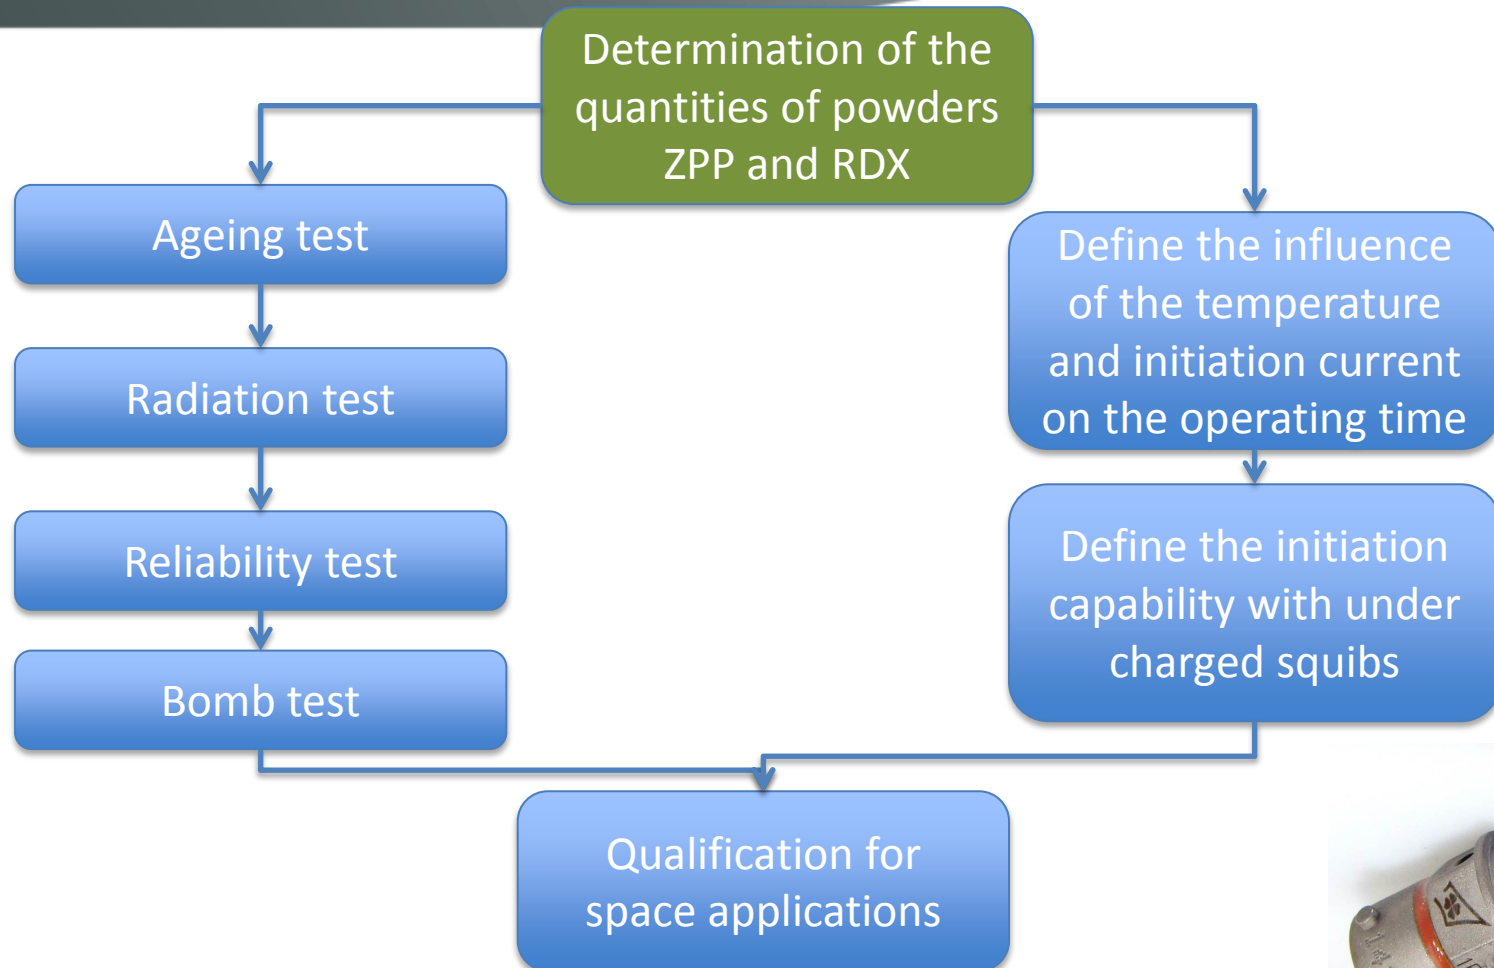 Determination of the
quantities of powders
ZPP and RDX
Ageing test
Radiation test
Reliability test
Bomb test
Define the influence
of the temperature
and initiation current
on the operating time
Define the initiation
capability with under
charged squibs
Qualification for
space applications